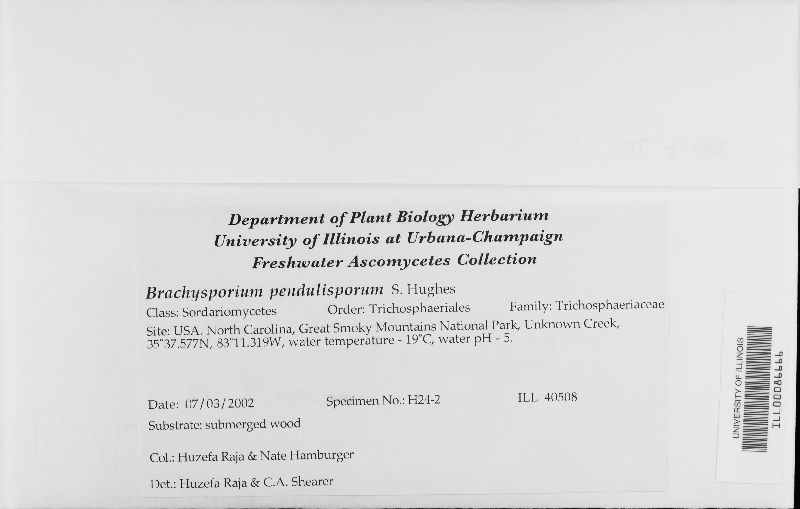 Department of Plant Biology Herbarium
University of Illinois at Urbana-Champaign
Freshwater Ascomycetes Collection
Brachysporium pendulisporum S. Hughes
Class: Sordariomycetes Order: Trichosphaeriales Family: Trichosphaeriaceae
Site: USA. North Carolina, Great Smoky Mountains National Park, Unknown Creek,
35°37.577N, 83°11.319W, water temperature - 19°C, water pH - 5.
Date: 07/03/2002 Specimen No.: H24-2 ILL 40508
Substrate: submerged wood
Col.: Huzefa Raja & Nate Hamburger
Det.: Huzefa Raja & C.A. Shearer
UNIVERSITY OF ILLINOIS
ILL00086666